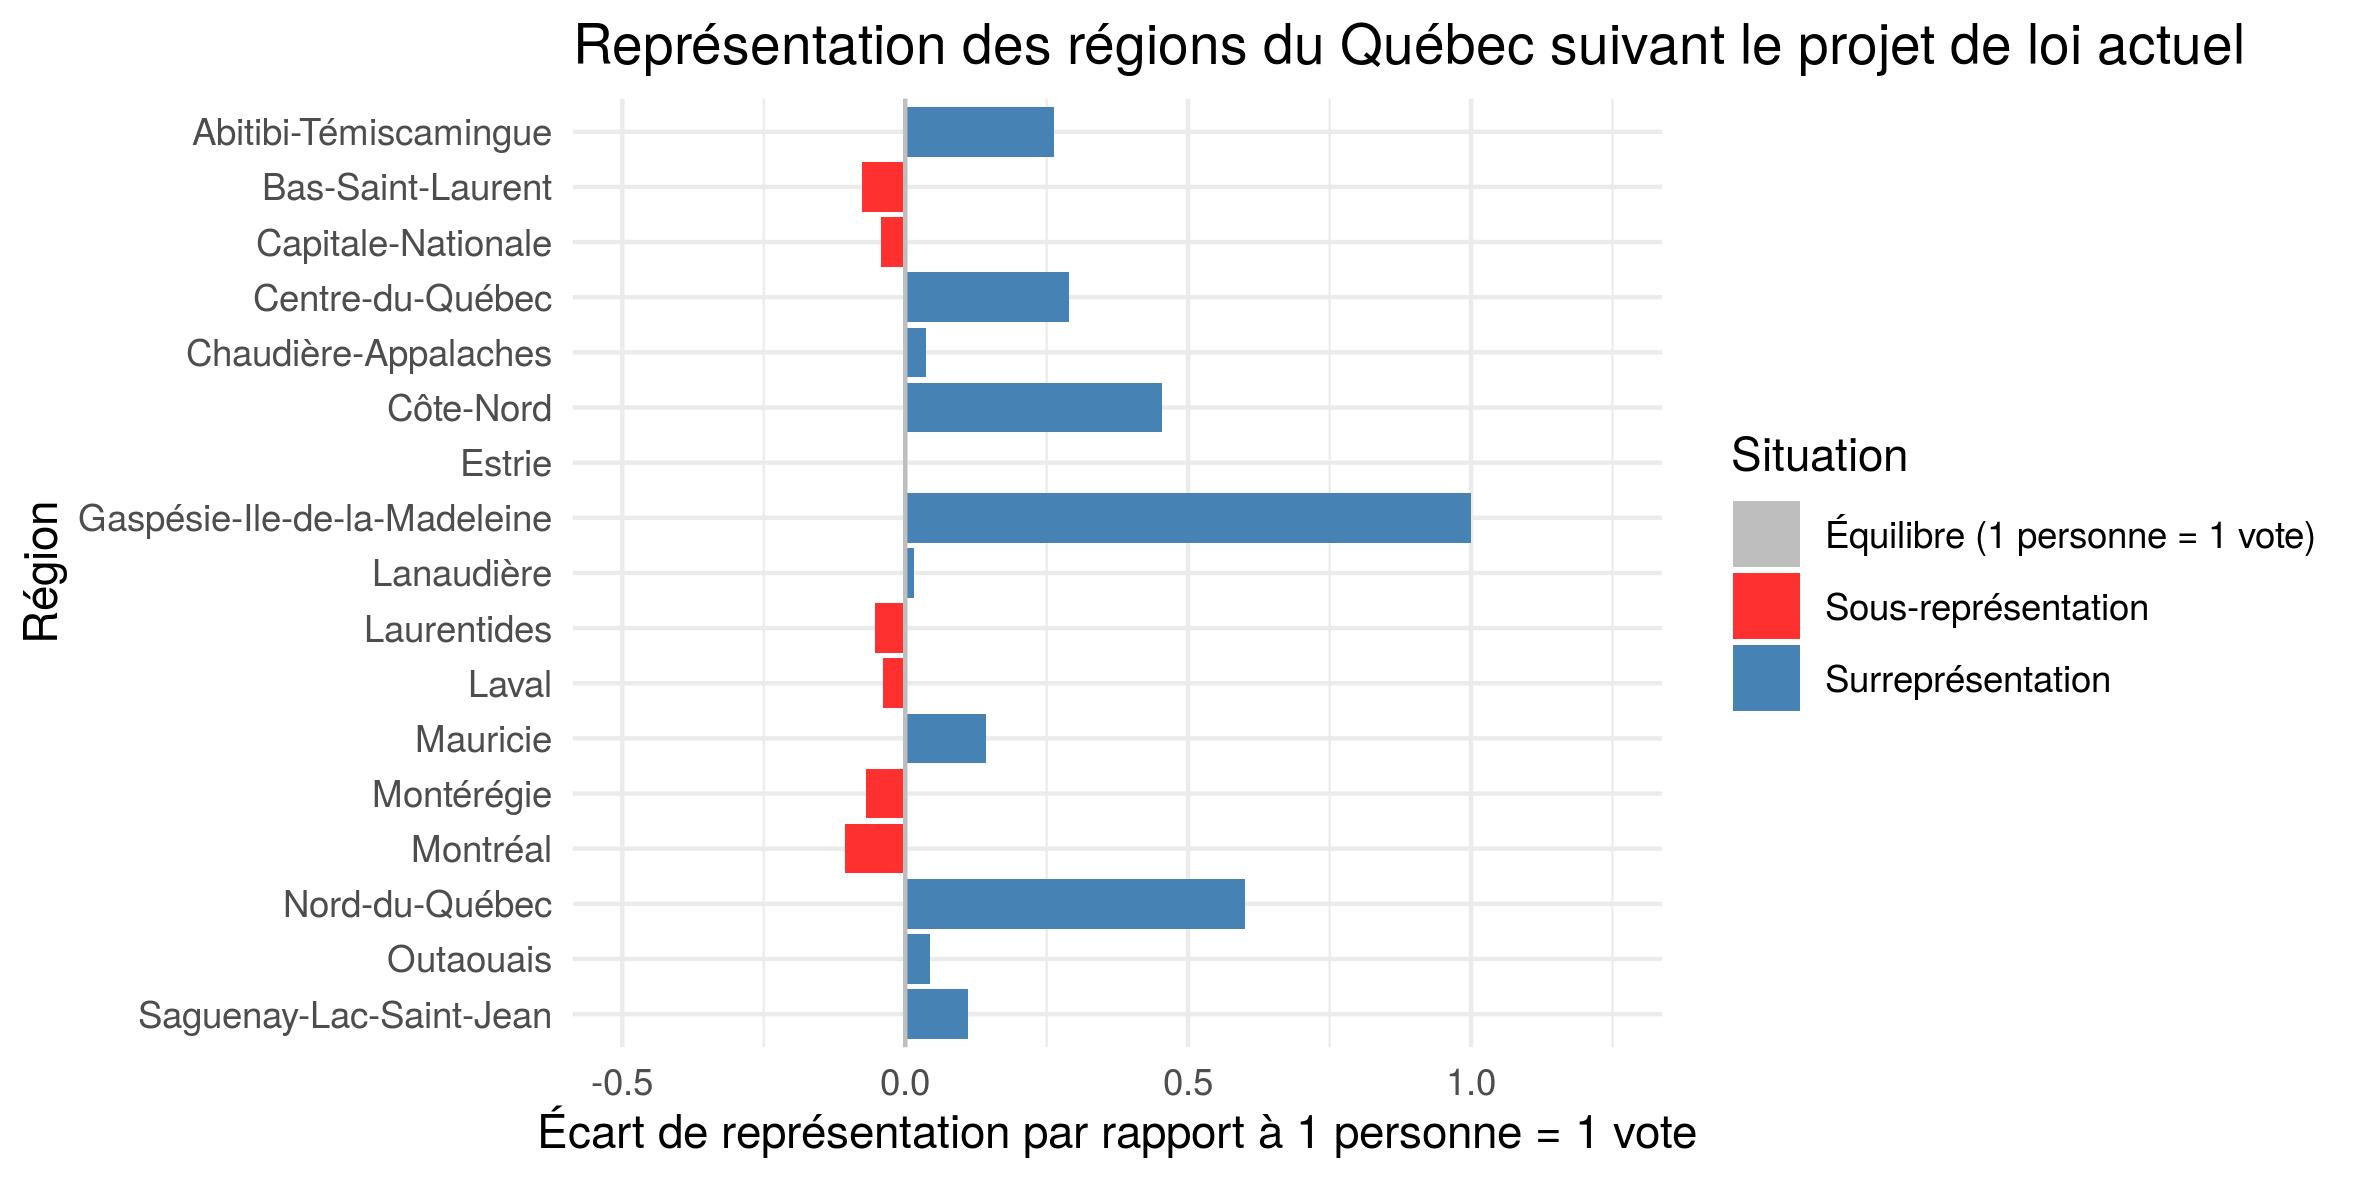 Représentation des régions du Québec suivant le projet de loi actuel
Région
Abitibi-Témiscamingue
Bas-Saint-Laurent
Capitale-Nationale
Centre-du-Québec
Chaudière-Appalaches
Côte-Nord
Estrie
Gaspésie-Ile-de-la-Madeleine
Lanaudière
Laurentides
Laval
Mauricie
Montérégie
Montréal
Nord-du-Québec
Outaouais
Saguenay-Lac-Saint-Jean
-0.5 0.0 0.5 1.0
Écart de représentation par rapport à 1 personne = 1 vote
Situation
Équilibre (1 personne = 1 vote)
Sous-représentation
Surreprésentation